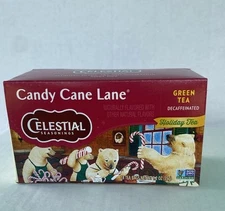 Candy Cane Lane®
GREEN
TEA
DECAFFEINATED
Holiday Tea
CELESTIAL
SEASONINGS